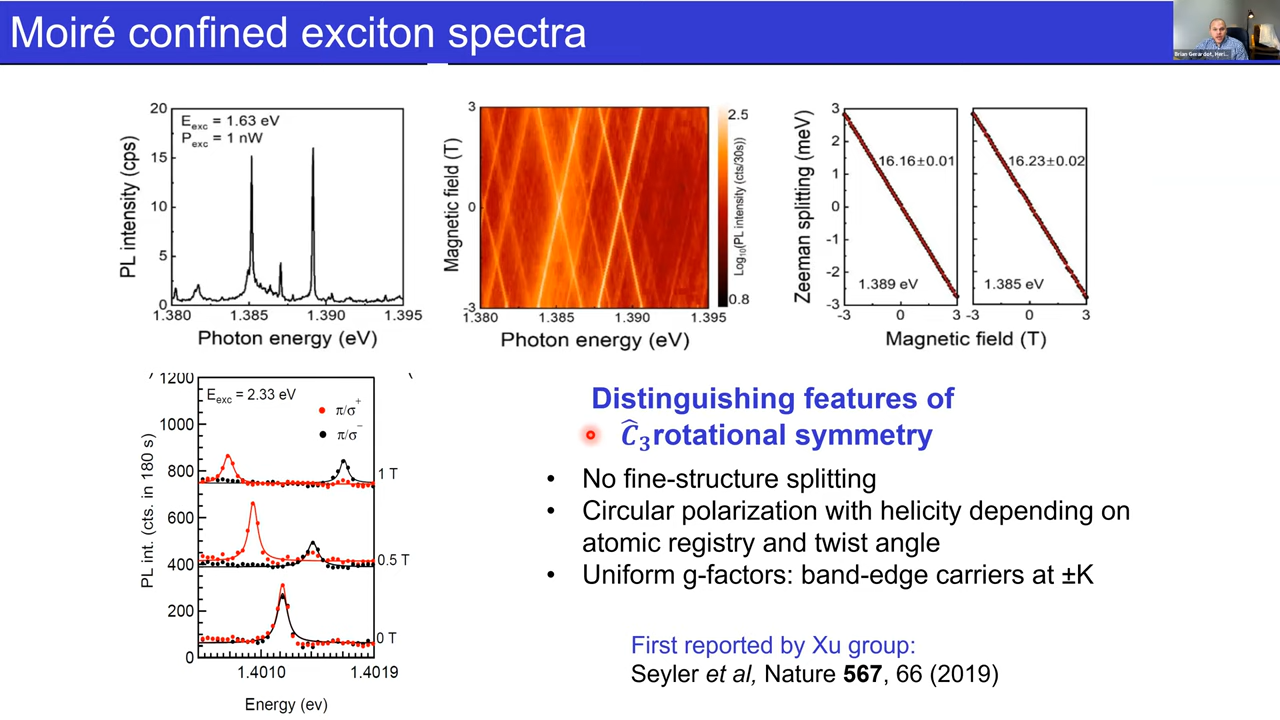 Moiré confined exciton spectra
Brian Gerardot, Heri...
20
15
10
5
0
PL intensity (cps)
E_exc = 1.63 eV
P_exc = 1 nW
1.380
1.385
1.390
1.395
Photon energy (eV)
3
0
-3
Magnetic field (T)
1.380
1.385
1.390
1.395
Photon energy (eV)
2.5
0.8
Log₁₀(PL intensity (cts/30s)
3
2
1
0
-1
-2
-3
Zeeman splitting (meV)
16.16±0.01
1.389 eV
16.23±0.02
1.385 eV
-3
0
3
-3
0
3
Magnetic field (T)
1200
1000
800
600
400
200
0
PL int. (cts. in 180 s)
E_exc = 2.33 eV
π/σ⁺
π/σ⁻
1 T
0.5 T
0 T
1.4010
1.4019
Energy (ev)
Distinguishing features of
Ĉ₃ rotational symmetry
• No fine-structure splitting
• Circular polarization with helicity depending on
atomic registry and twist angle
• Uniform g-factors: band-edge carriers at ±K
First reported by Xu group:
Seyler et al, Nature 567, 66 (2019)